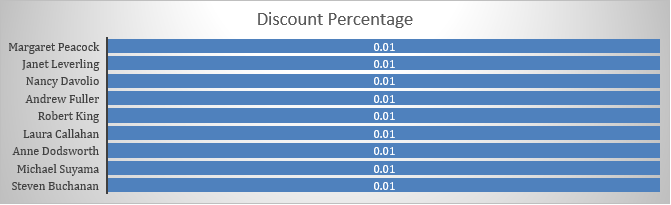 Discount Percentage
Margaret Peacock 0.01
Janet Leverling 0.01
Nancy Davolio 0.01
Andrew Fuller 0.01
Robert King 0.01
Laura Callahan 0.01
Anne Dodsworth 0.01
Michael Suyama 0.01
Steven Buchanan 0.01